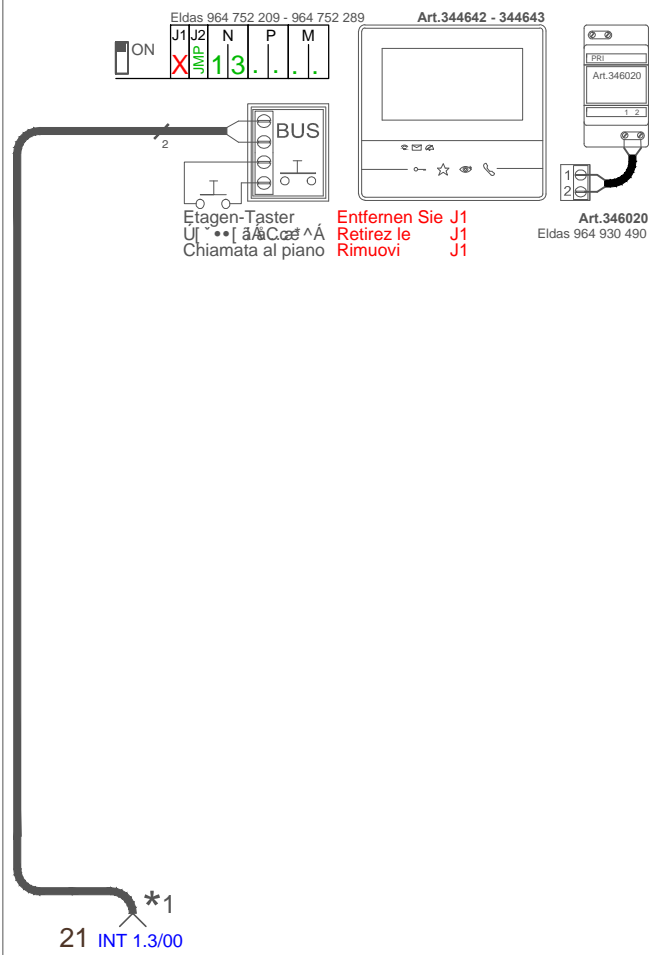 Eldas 964 752 209 - 964 752 289
Art.344642 - 344643
ON
J1 J2 N P M
X JMP 1 3 . . . .
PRI
Art.346020
1 2
2
BUS
1
2
Etagen-Taster
Entfernen Sie J1
Retirez le J1
Chiamata al piano
Rimuovi J1
Art.346020
Eldas 964 930 490
*1
21 INT 1.3/00